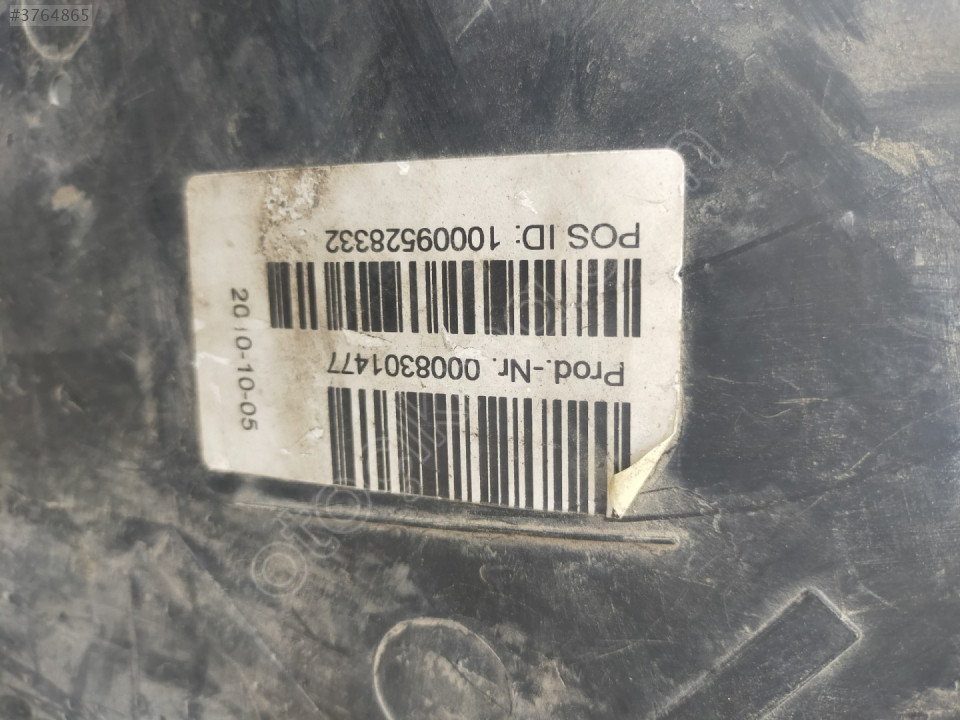 #3764865
Prod.-Nr. 0008301477
POS ID: 10009528332
2010-10-05